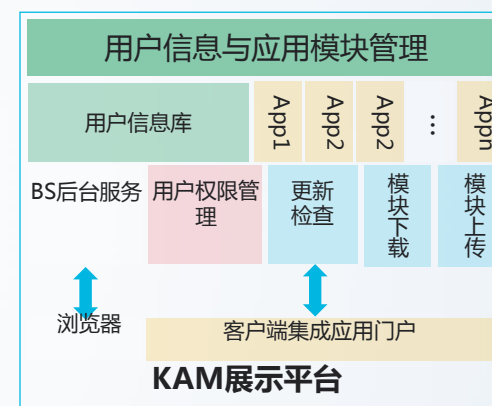 用户信息与应用模块管理
用户信息库
App1
App2
App2
...
Appn
BS后台服务
用户权限管
理
更新
检查
模块下载
模块上传
浏览器
客户端集成应用门户
KAM展示平台